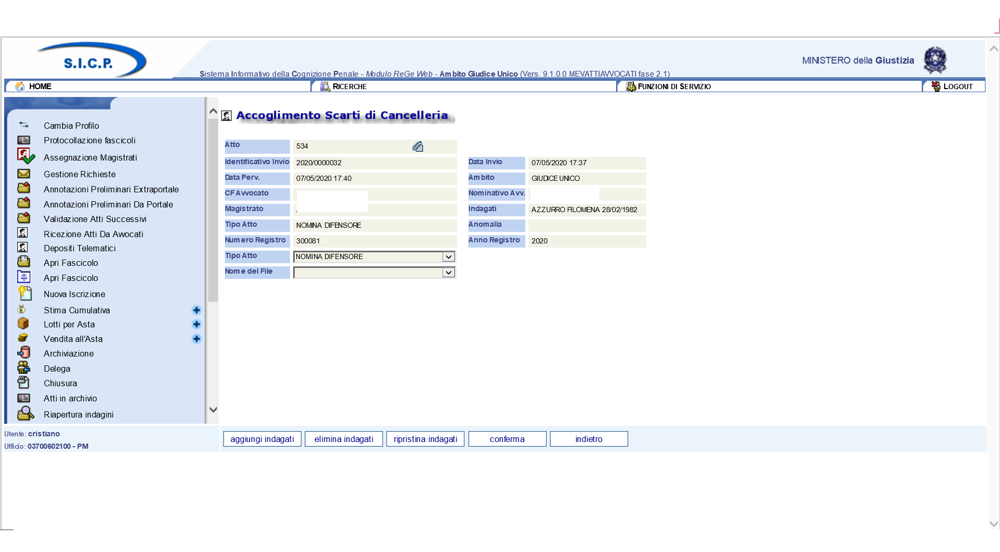 S.I.C.P.
Sistema Informativo della Cognizione Penale - Modulo ReGe Web - Ambito Giudice Unico (Vers. 9.1.0.0 MEVATTIAVVOCATI fase 2.1)
MINISTERO della Giustizia
HOME
RICERCHE
FUNZIONI DI SERVIZIO
LOGOUT
Cambia Profilo
Protocollazione fascicoli
Assegnazione Magistrati
Gestione Richieste
Annotazioni Preliminari Extraportale
Annotazioni Preliminari Da Portale
Validazione Atti Successivi
Ricezione Atti Da Avvocati
Depositi Telematici
Apri Fascicolo
Apri Fascicolo
Nuova Iscrizione
Stima Cumulativa
Lotti per Asta
Vendita all'Asta
Archiviazione
Delega
Chiusura
Atti in archivio
Riapertura indagini
Accoglimento Scarti di Cancelleria
Atto 534
Identificativo Invio 2020/0000032 Data Invio 07/05/2020 17:37
Data Perv. 07/05/2020 17:40 Ambito GIUDICE UNICO
CF Avvocato Nominativo Avv.
Magistrato Indagati AZZURRO FILOMENA 28/02/1982
Tipo Atto NOMINA DIFENSORE Anomalia
Numero Registro 300081 Anno Registro 2020
Tipo Atto NOMINA DIFENSORE
Nome del File
Utente: cristiano
Ufficio: 03700602100 - PM
aggiungi indagati elimina indagati ripristina indagati conferma indietro